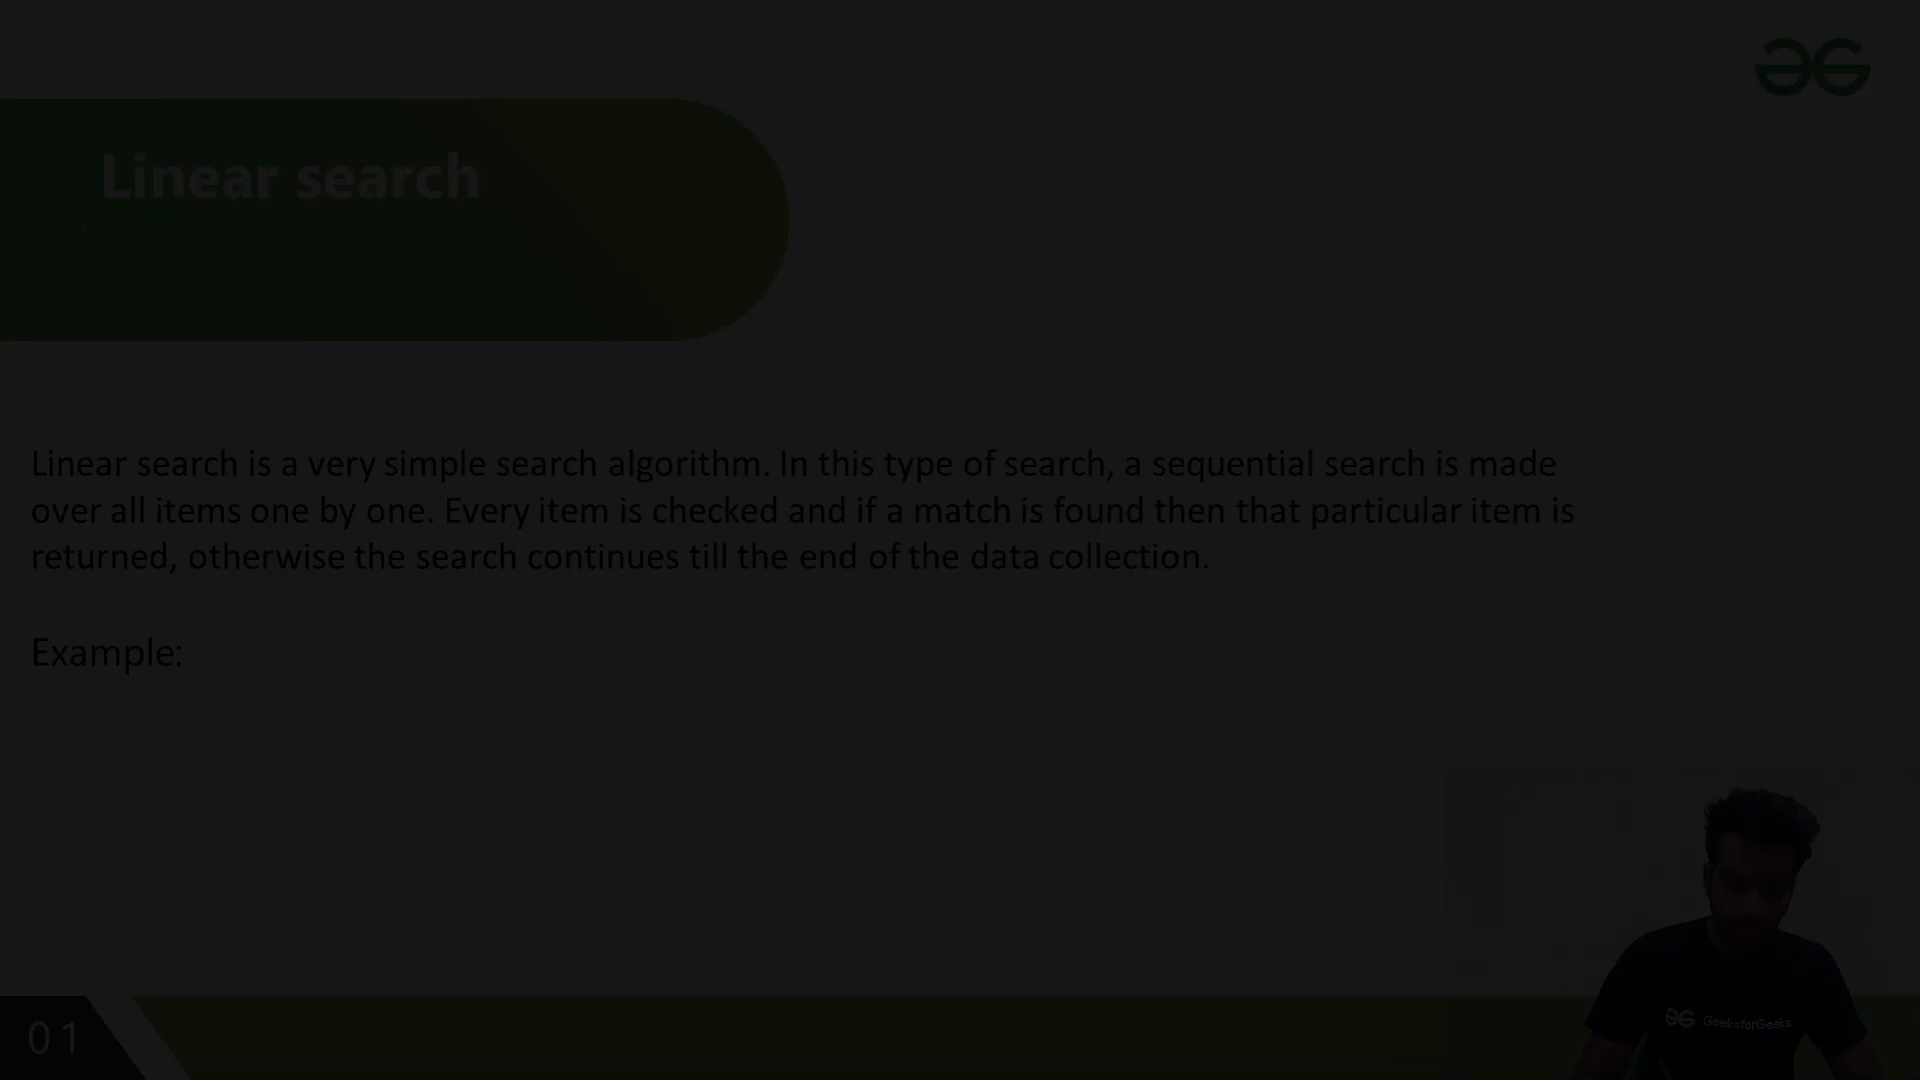 Linear search
Linear search is a very simple search algorithm. In this type of search, a sequential search is made
over all items one by one. Every item is checked and if a match is found then that particular item is
returned, otherwise the search continues till the end of the data collection.
Example:
GeeksforGeeks
01